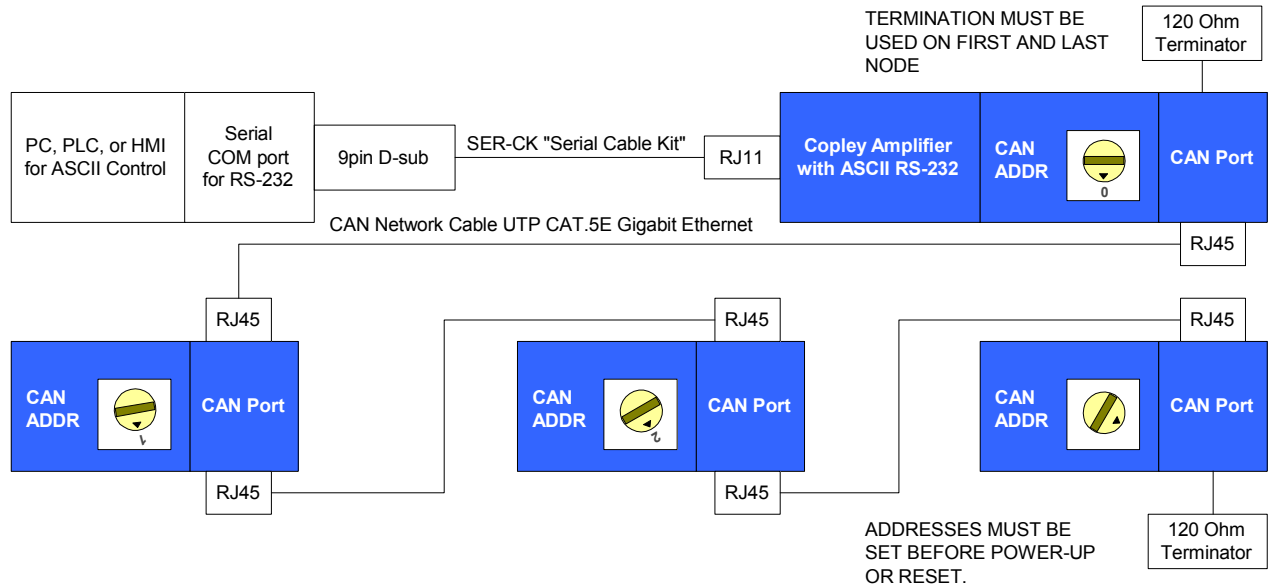 TERMINATION MUST BE
USED ON FIRST AND LAST
NODE
120 Ohm
Terminator
PC, PLC, or HMI
for ASCII Control
Serial
COM port
for RS-232
9pin D-sub
SER-CK "Serial Cable Kit"
RJ11
Copley Amplifier
with ASCII RS-232
CAN
ADDR
0
CAN Port
CAN Network Cable UTP CAT.5E Gigabit Ethernet
RJ45
RJ45
RJ45
RJ45
CAN
ADDR
1
CAN Port
CAN
ADDR
2
CAN Port
CAN
ADDR
CAN Port
RJ45
RJ45
ADDRESSES MUST BE
SET BEFORE POWER-UP
OR RESET.
120 Ohm
Terminator